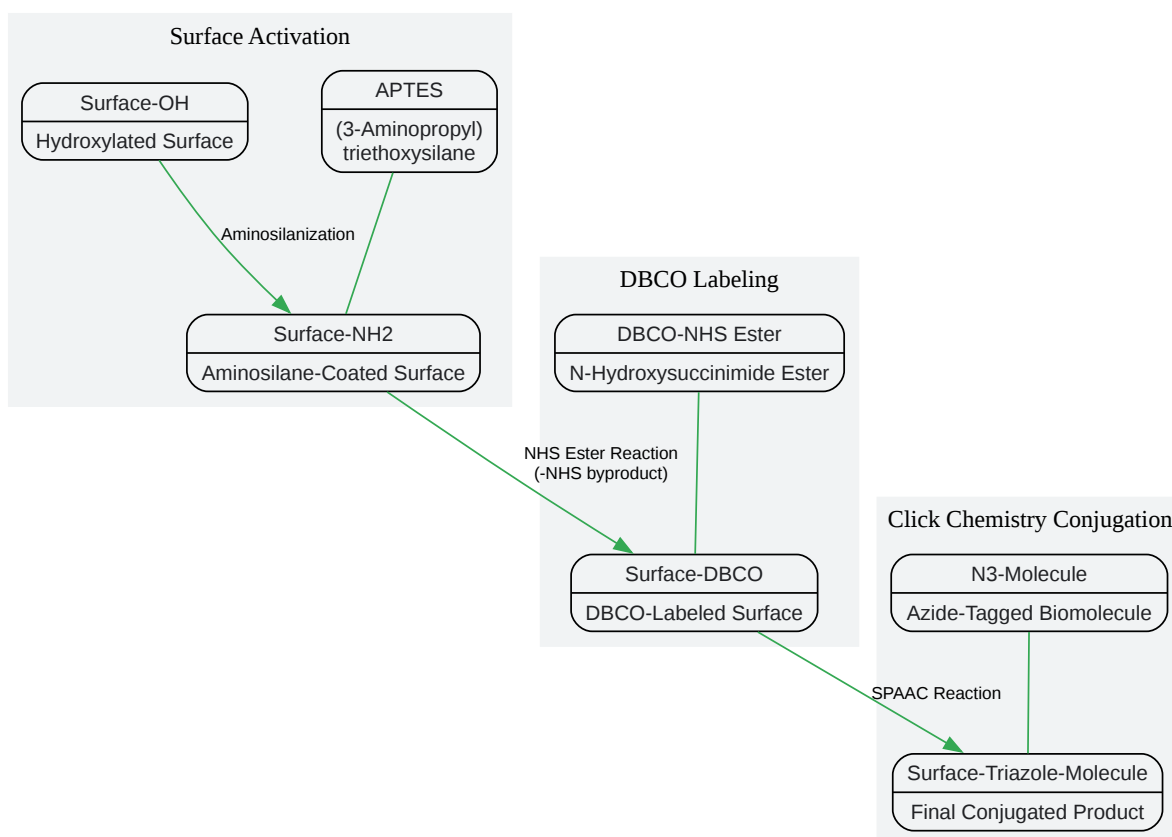 Surface Activation
Surface-OH
Hydroxylated Surface
APTES
(3-Aminopropyl)
triethoxysilane
Aminosilanization
Surface-NH2
Aminosilane-Coated Surface
DBCO Labeling
DBCO-NHS Ester
N-Hydroxysuccinimide Ester
NHS Ester Reaction
(-NHS byproduct)
Surface-DBCO
DBCO-Labeled Surface
Click Chemistry Conjugation
N3-Molecule
Azide-Tagged Biomolecule
SPAAC Reaction
Surface-Triazole-Molecule
Final Conjugated Product